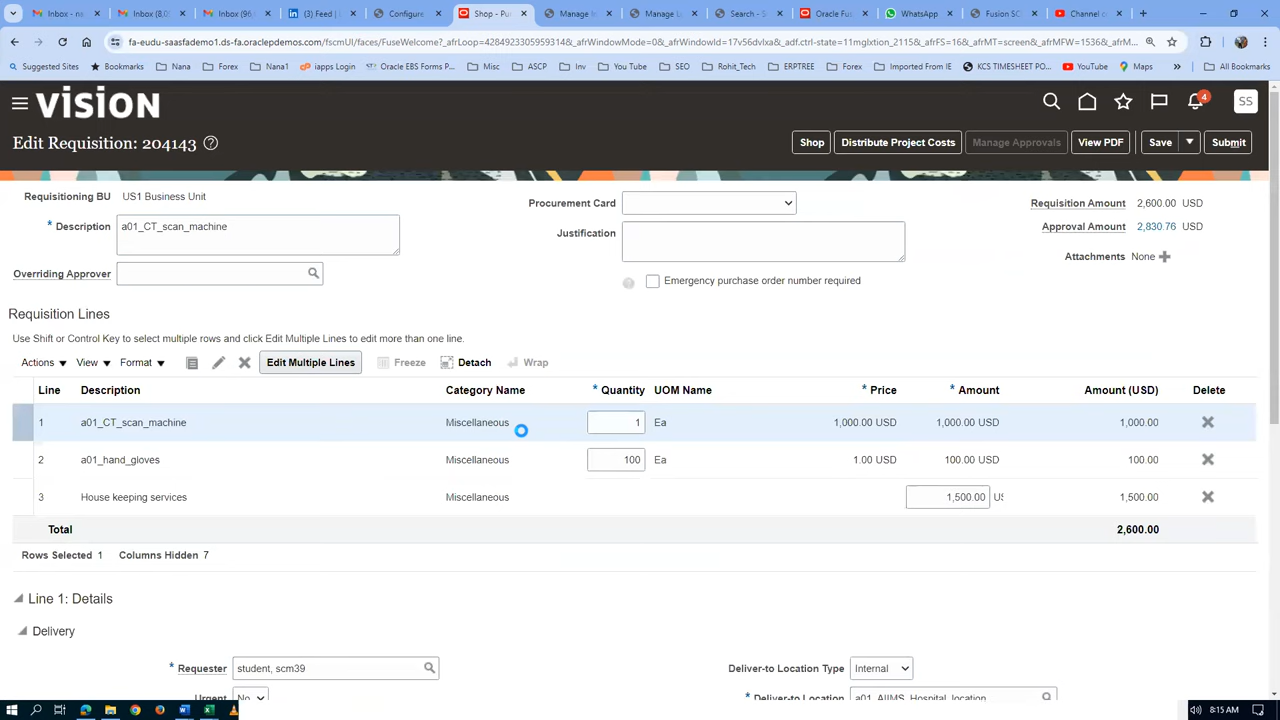 Inbox - na
Inbox (8,0
Inbox (96
(3) Feed | L
Configure
Shop - Pu
Manage M
Manage L
Search - S
Oracle Fu
WhatsApp
Fusion SC
Channel c
fa-eudu-saasfademo1.ds-fa.oraclepdemos.com/fscmUI/faces/FuseWelcome?_afrLoop=42849233059593148&_afrWindowMode=0&_afrWindowId=17v56dvlxa&_adf.ctrl-state=11mglxtion_2115&_afrFS=16&_afrMT=screen&_afrMFW=1536&_afrM...
Suggested Sites Bookmarks Nana Forex Nana1 iapps Login Oracle EBS Forms P... Misc ASCP Inv You Tube SEO Rohit_Tech ERPTREE Forex Imported From IE KCS TIMESHEET PO... YouTube Maps » All Bookmarks
VISION
4
SS
Edit Requisition: 204143
Shop Distribute Project Costs Manage Approvals View PDF Save Submit
Requisitioning BU US1 Business Unit
* Description a01_CT_scan_machine
Overriding Approver
Procurement Card
Justification
Emergency purchase order number required
Requisition Amount 2,600.00 USD
Approval Amount 2,830.76 USD
Attachments None
Requisition Lines
Use Shift or Control Key to select multiple rows and click Edit Multiple Lines to edit more than one line.
Actions View Format Edit Multiple Lines Freeze Detach Wrap
Line Description Category Name * Quantity UOM Name * Price * Amount Amount (USD) Delete
1 a01_CT_scan_machine Miscellaneous 1 Ea 1,000.00 USD 1,000.00 USD 1,000.00
2 a01_hand_gloves Miscellaneous 100 Ea 1.00 USD 100.00 USD 100.00
3 House keeping services Miscellaneous 1,500.00 US 1,500.00
Total 2,600.00
Rows Selected 1 Columns Hidden 7
Line 1: Details
Delivery
* Requester student, scm39
Deliver-to Location Type Internal
Urgent No
* Deliver-to Location a01_AIIMS_Hospital_location
8:15 AM